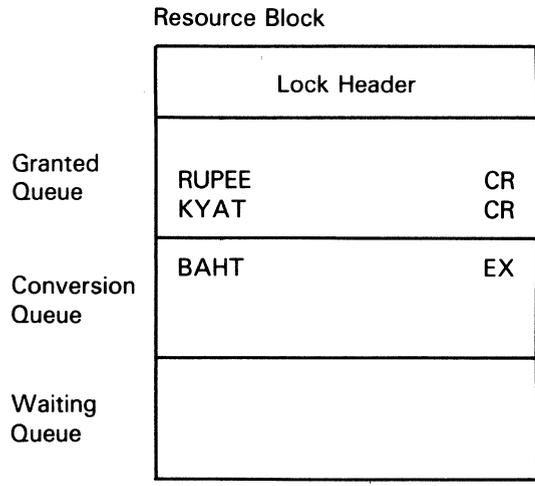 Resource Block
Lock Header
Granted
Queue
RUPEE CR
KYAT CR
Conversion
Queue
BAHT EX
Waiting
Queue